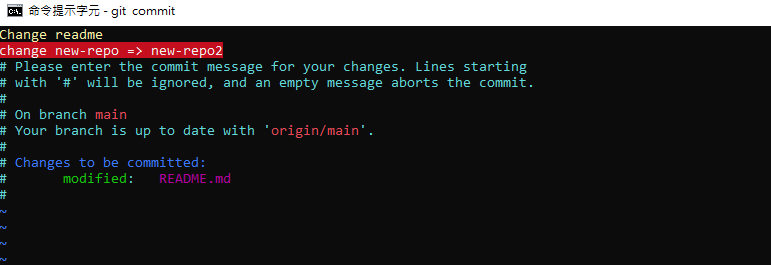 命令提示字元 - git commit
Change readme
change new-repo => new-repo2
# Please enter the commit message for your changes. Lines starting
# with '#' will be ignored, and an empty message aborts the commit.
#
# On branch main
# Your branch is up to date with 'origin/main'.
#
# Changes to be committed:
#       modified:   README.md
#
~
~
~
~